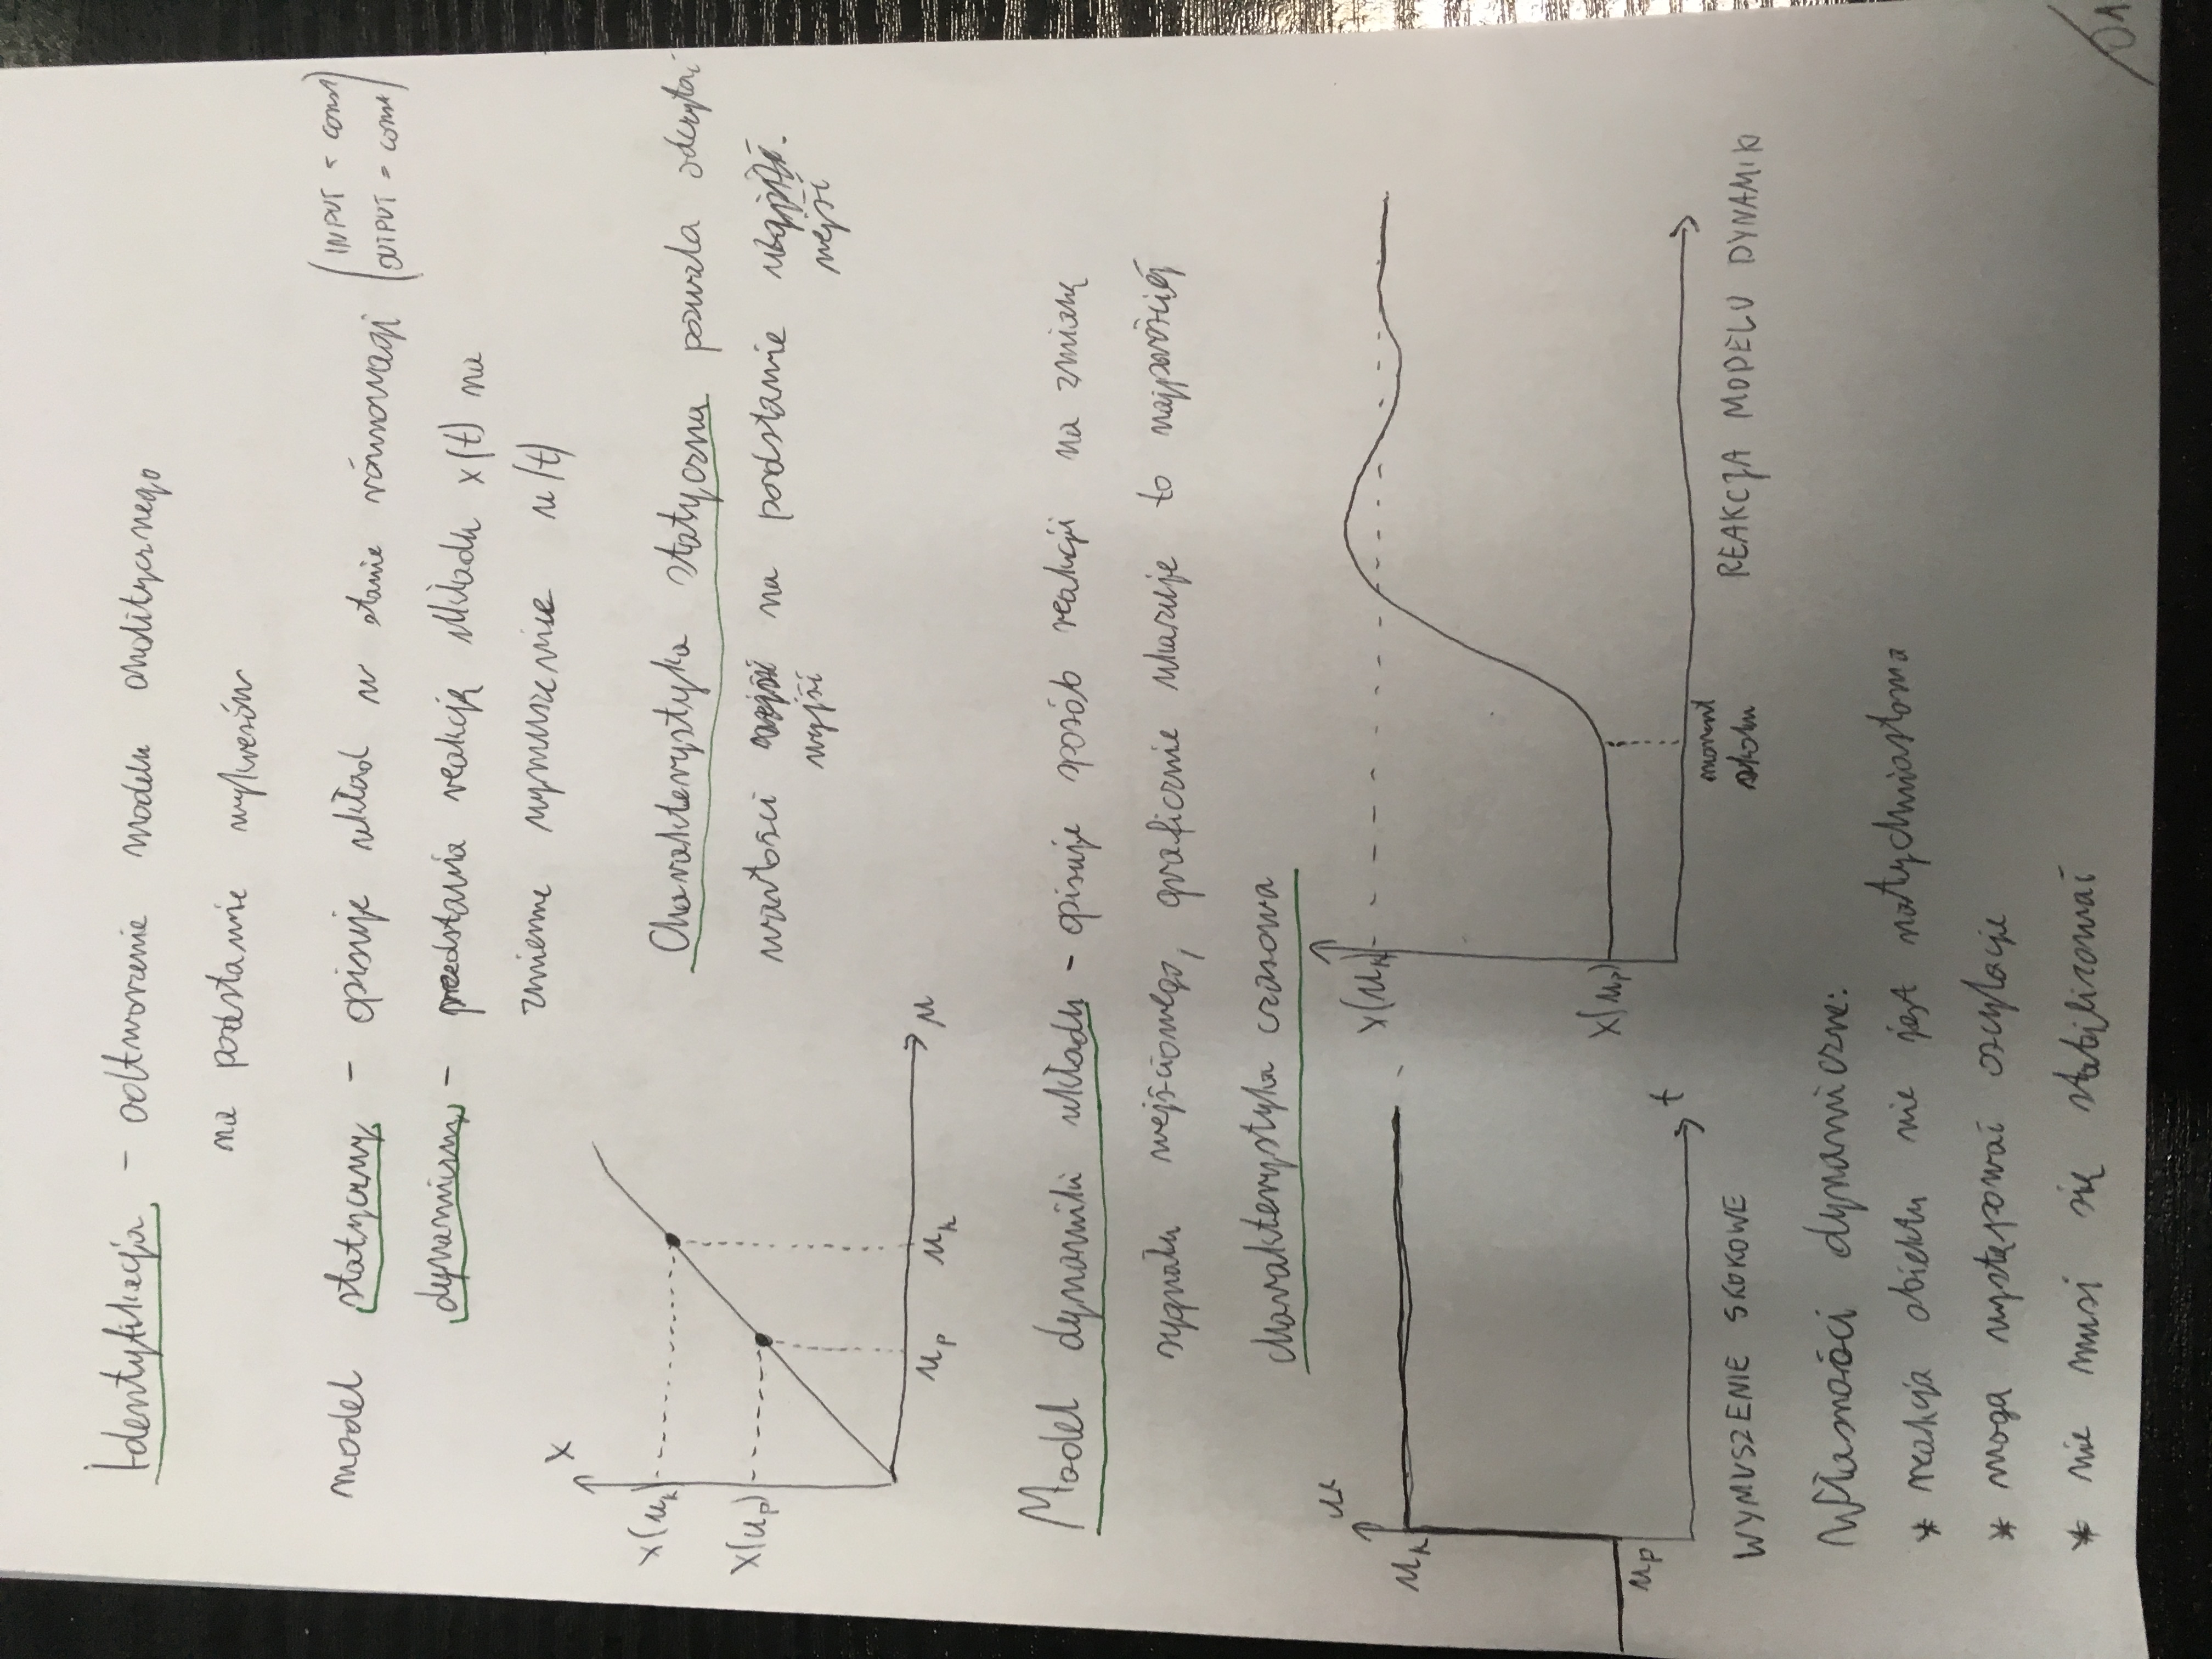 Identyfikacja - odtworzenie modelu analitycznego
na podstawie wykresów
model statyczny - opisuje układ w stanie równowagi (INPUT = const
OUTPUT = const)
dynamiczny - przedstawia reakcję układu x(t) na
zmienne wymuszenie u(t)
x
x(u_k)
x(u_p)
u_p u_k u
Charakterystyka statyczna pozwala odczytać
wartości na podstawie
wyjść wejść
Model dynamiki układu - opisuje sposób reakcji na zmianę
sygnału wejściowego, graficznie ukazuje to najprościej
charakterystyka czasowa
u
u_k
u_p
t
WYMUSZENIE SKOKOWE
x(u_k)
x(u_p)
moment
skoku
REAKCJA MODELU DYNAMIKI
Własności dynamiczne:
* reakcja obiektu nie jest natychmiastowa
* moga występować oscylacje
* nie musi się stabilizować
/01